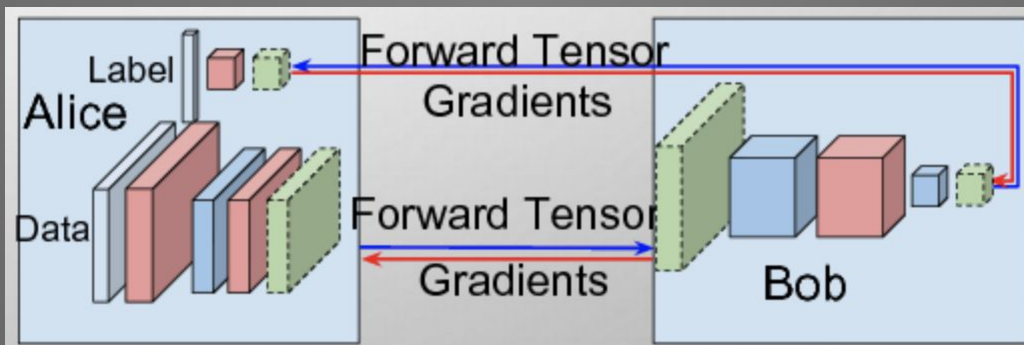 Label
Alice
Data
Forward Tensor
Gradients
Forward Tensor
Gradients
Bob